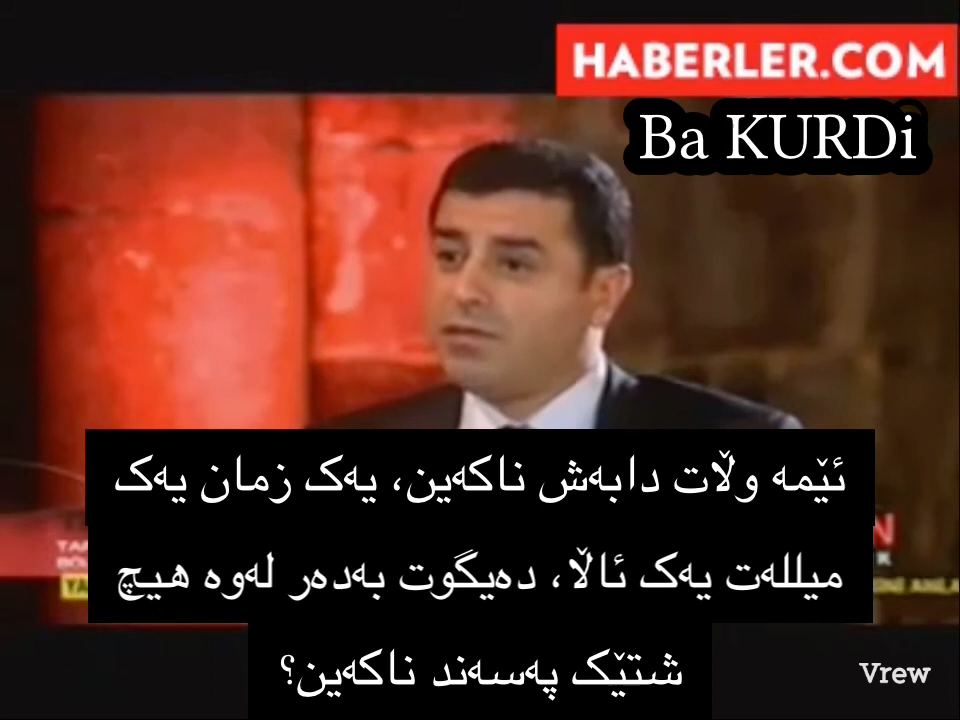 HABERLER.COM
Ba KURDi
ئێمە وڵات دابەش ناکەین، یەک زمان یەک
میللەت یەک ئاڵا، دەیگوت بەدەر لەوە هیچ
شتێک پەسەند ناکەین؟
Vrew